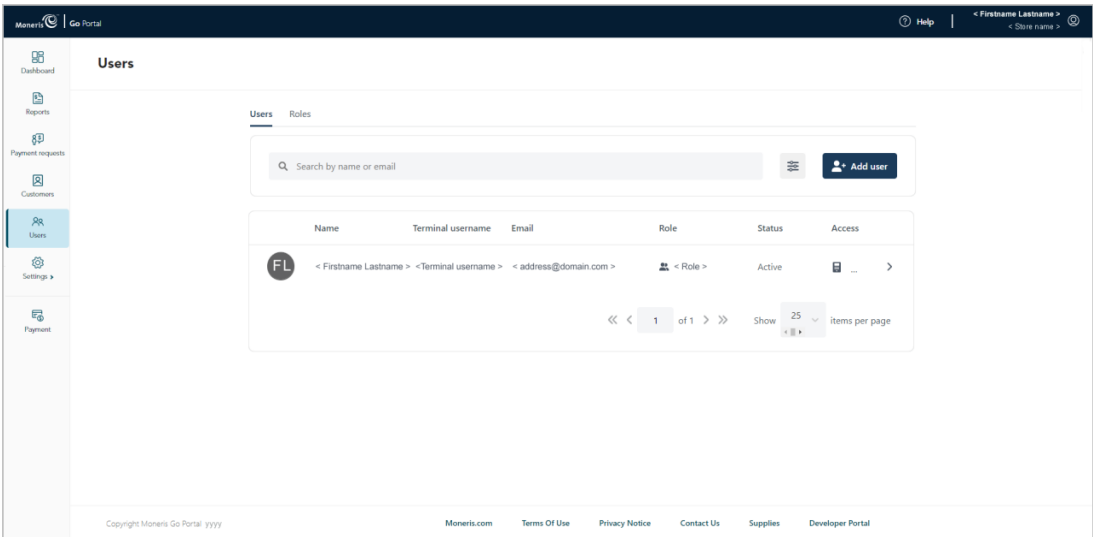 Moneris Go Portal
Help
< Firstname Lastname >
< Store name >
Dashboard
Reports
Payment requests
Customers
Users
Settings
Payment
Users
Users Roles
Search by name or email
Add user
Name Terminal username Email Role Status Access
FL < Firstname Lastname > <Terminal username > < address@domain.com > < Role > Active ...
1 of 1 Show 25 items per page
Copyright Moneris Go Portal yyyy Moneris.com Terms Of Use Privacy Notice Contact Us Supplies Developer Portal